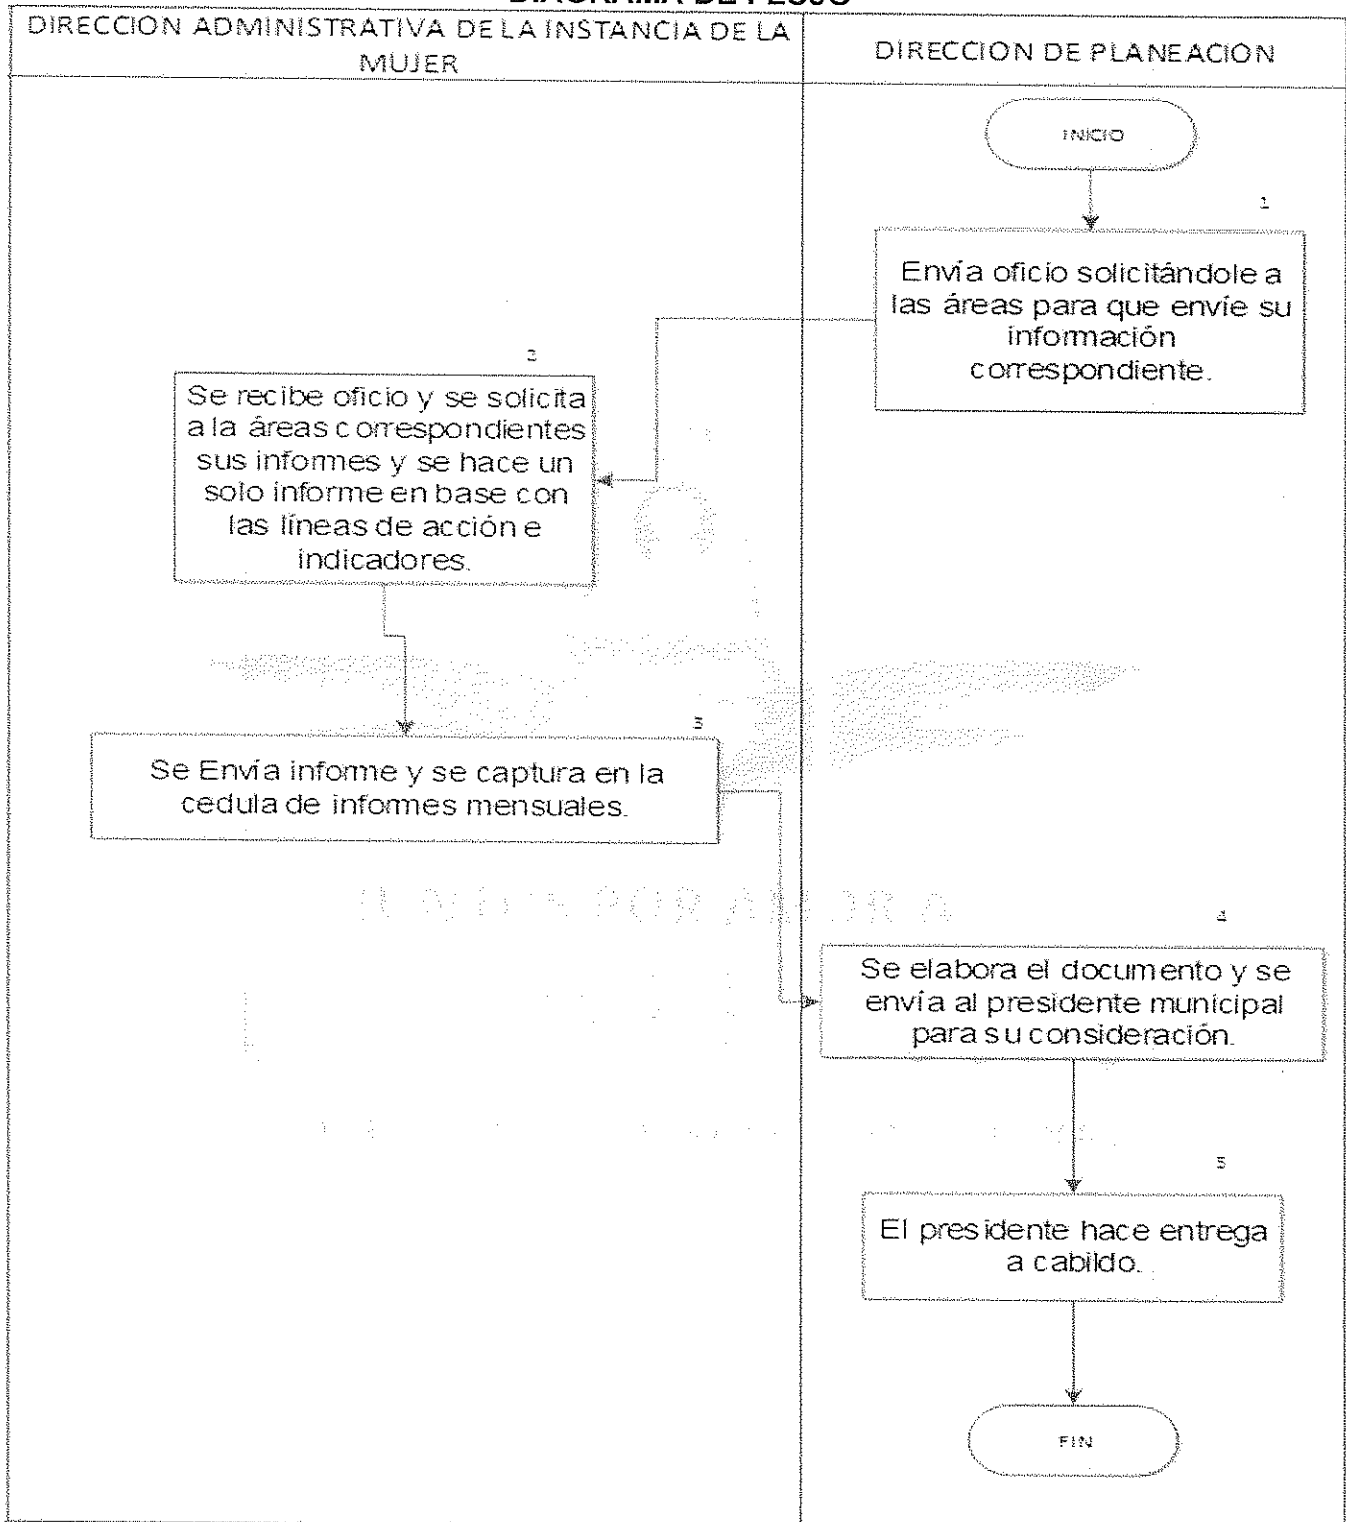 DIAGRAMA DE FLUJO
DIRECCION ADMINISTRATIVA DE LA INSTANCIA DE LA
MUJER
DIRECCION DE PLANEACION
INICIO
1
Envía oficio solicitándole a
las áreas para que envíe su
información
correspondiente.
2
Se recibe oficio y se solicita
a la áreas correspondientes
sus informes y se hace un
solo informe en base con
las líneas de acción e
indicadores.
3
Se Envía informe y se captura en la
cedula de informes mensuales.
POR
4
Se elabora el documento y se
envía al presidente municipal
para su consideración.
5
El presidente hace entrega
a cabildo.
FIN